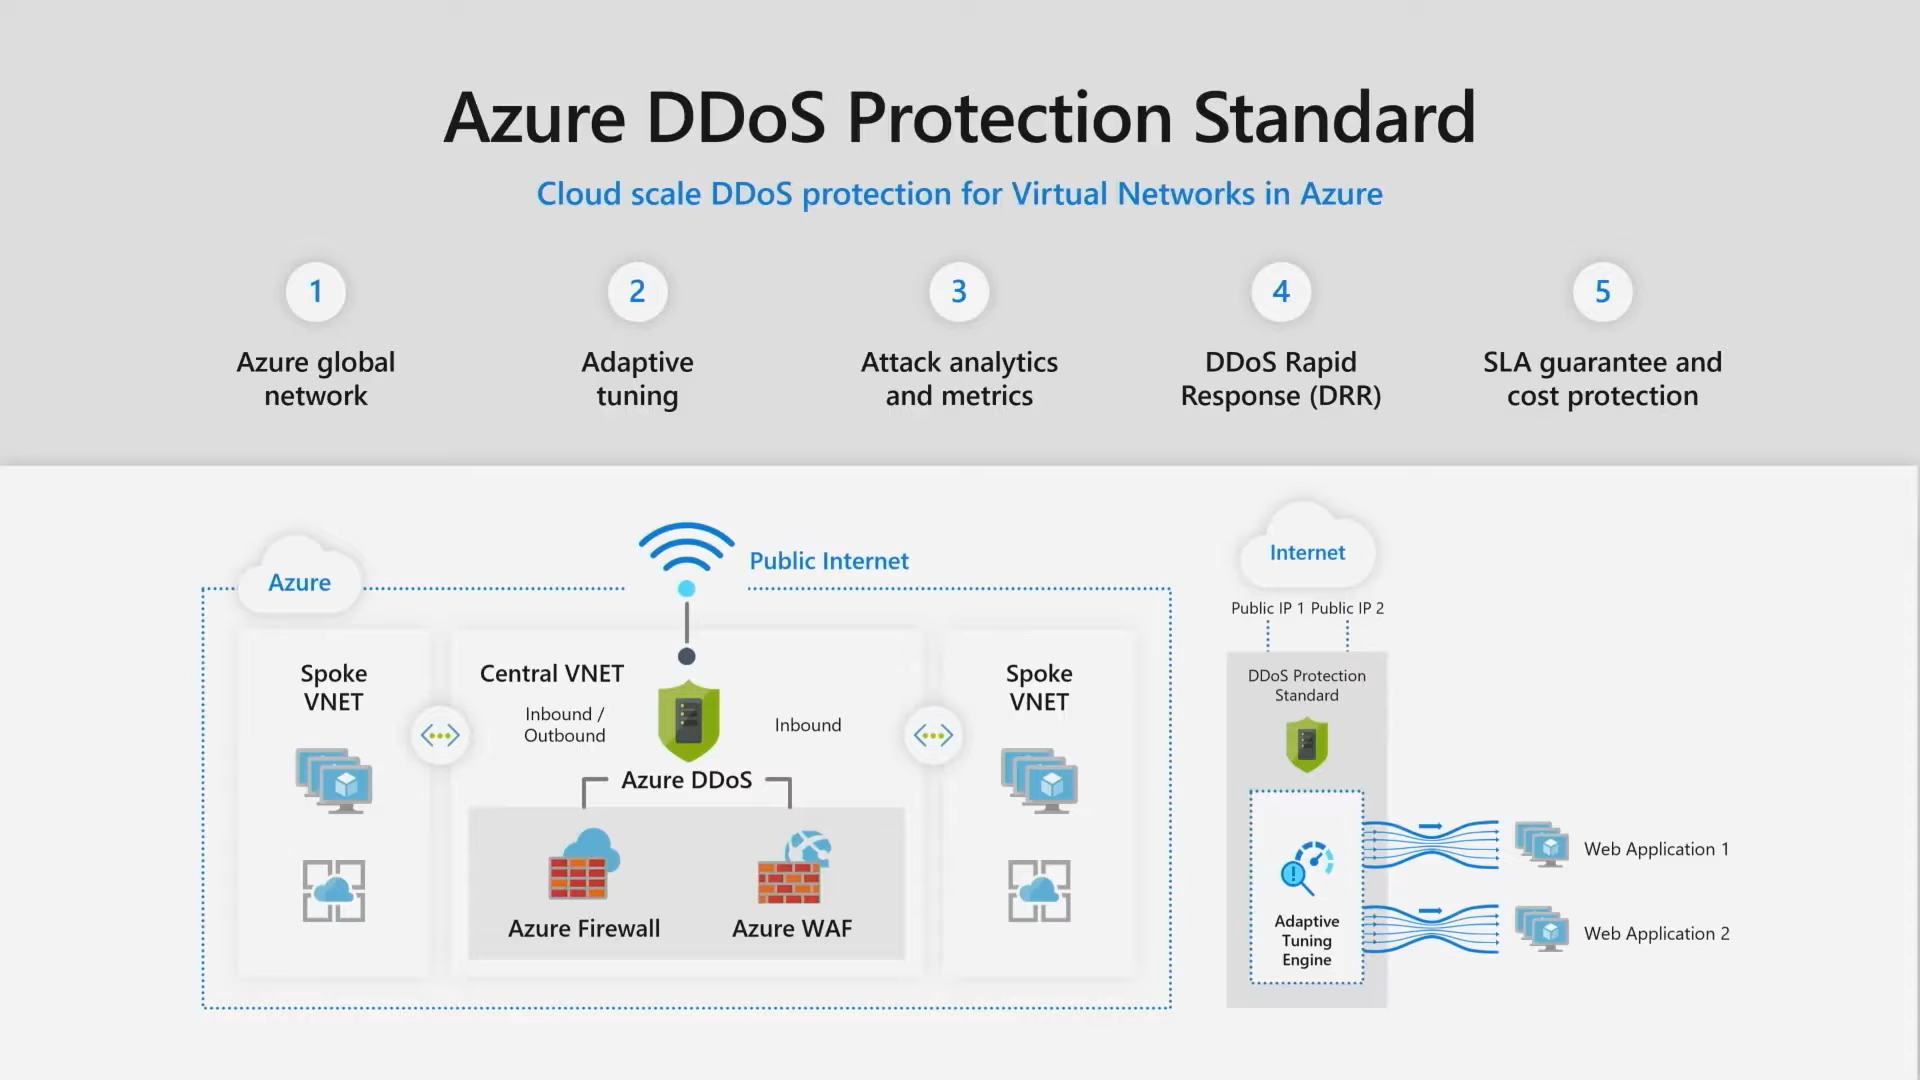 Azure DDoS Protection Standard
Cloud scale DDoS protection for Virtual Networks in Azure
1
Azure global
network
2
Adaptive
tuning
3
Attack analytics
and metrics
4
DDoS Rapid
Response (DRR)
5
SLA guarantee and
cost protection
Azure
Public Internet
Spoke
VNET
Central VNET
Inbound /
Outbound
Inbound
Azure DDoS
Azure Firewall
Azure WAF
Spoke
VNET
Internet
Public IP 1 Public IP 2
DDoS Protection
Standard
Adaptive
Tuning
Engine
Web Application 1
Web Application 2